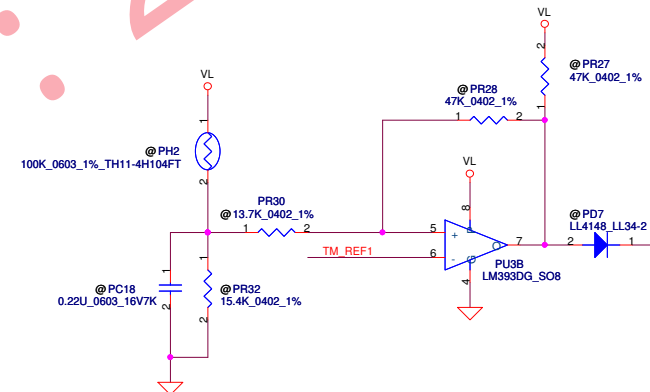 VL
2
@PR27
47K_0402_1%
1
VL
@PR28
47K_0402_1%
1
2
1
@PH2
100K_0603_1%_TH11-4H104FT
2
VL
8
PR30
@13.7K_0402_1%
1
2
5
+
P
7
O
6
-
G
TM_REF1
4
PU3B
LM393DG_SO8
@PD7
LL4148_LL34-2
2
1
1
@PC18
0.22U_0603_16V7K
2
1
@PR32
15.4K_0402_1%
2